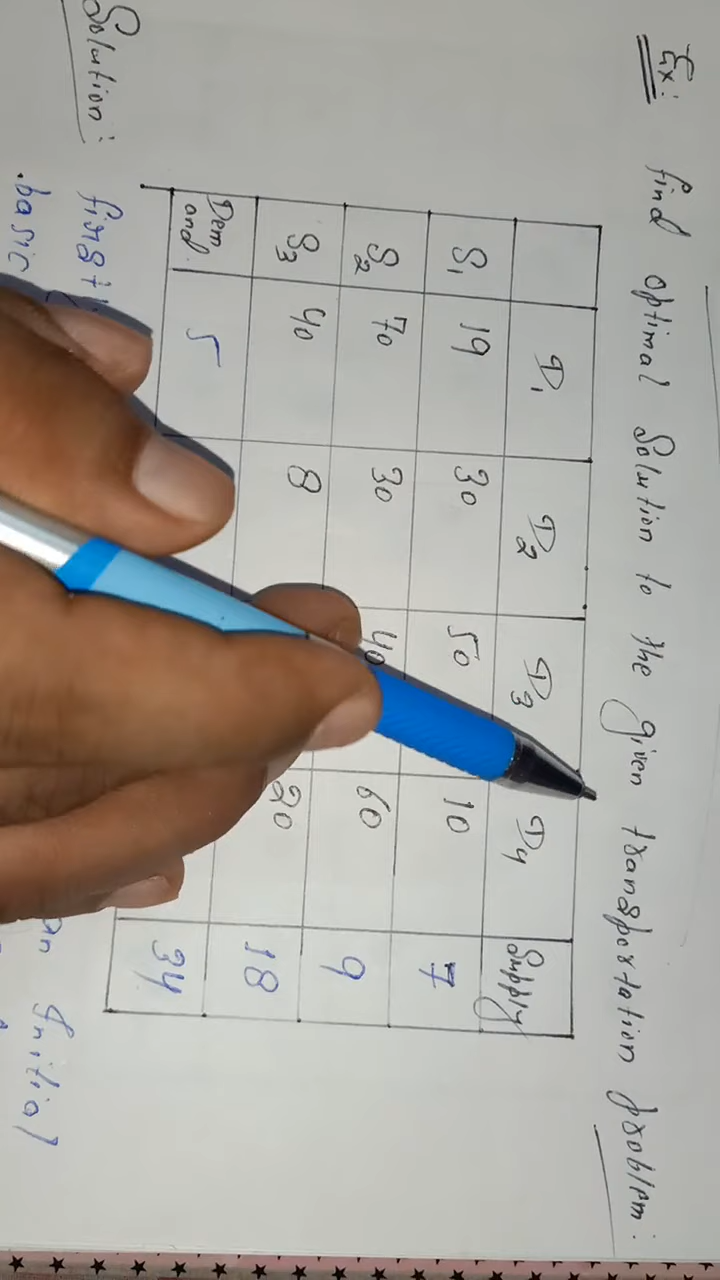 Ex: find optimal Solution to the given transportation problem:
D1 D2 D3 D4 Supply
S1 19 30 50 10 7
S2 70 30 40 60 9
S3 40 8 20 18
Demand 5 34
Solution: first
basic an Initial